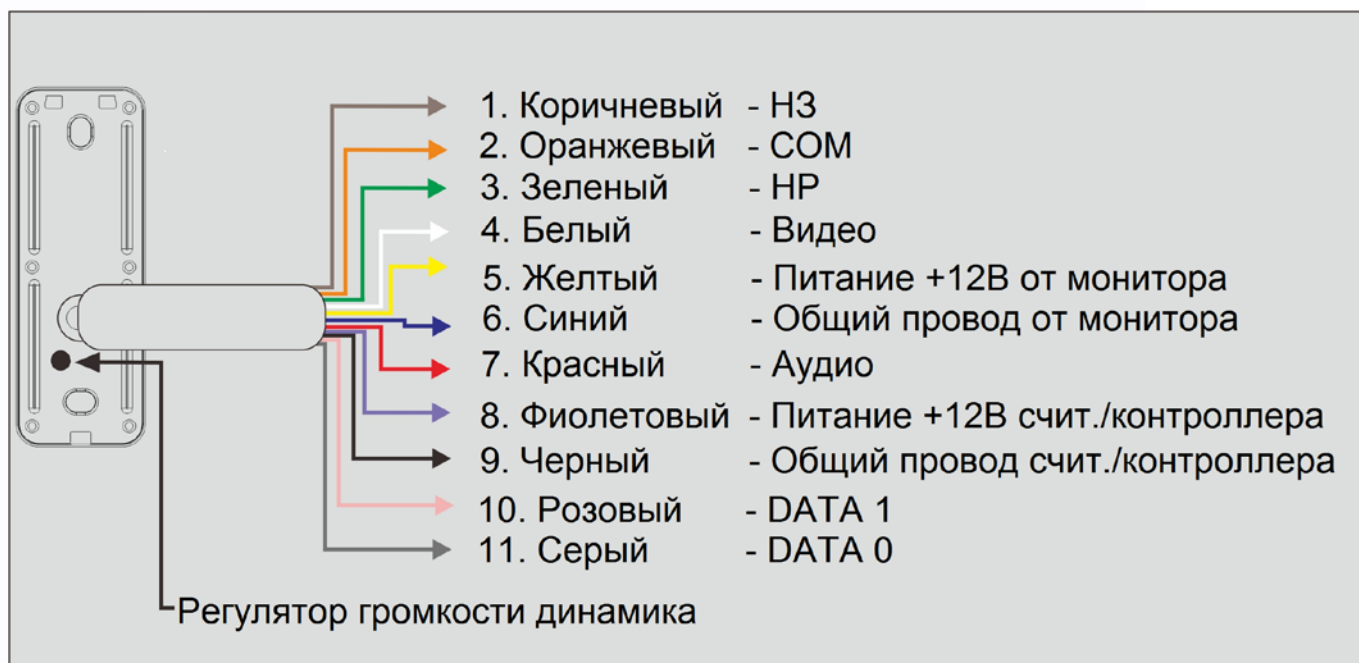 1. Коричневый - НЗ
2. Оранжевый - COM
3. Зеленый - НР
4. Белый - Видео
5. Желтый - Питание +12В от монитора
6. Синий - Общий провод от монитора
7. Красный - Аудио
8. Фиолетовый - Питание +12В счит./контроллера
9. Черный - Общий провод счит./контроллера
10. Розовый - DATA 1
11. Серый - DATA 0
Регулятор громкости динамика